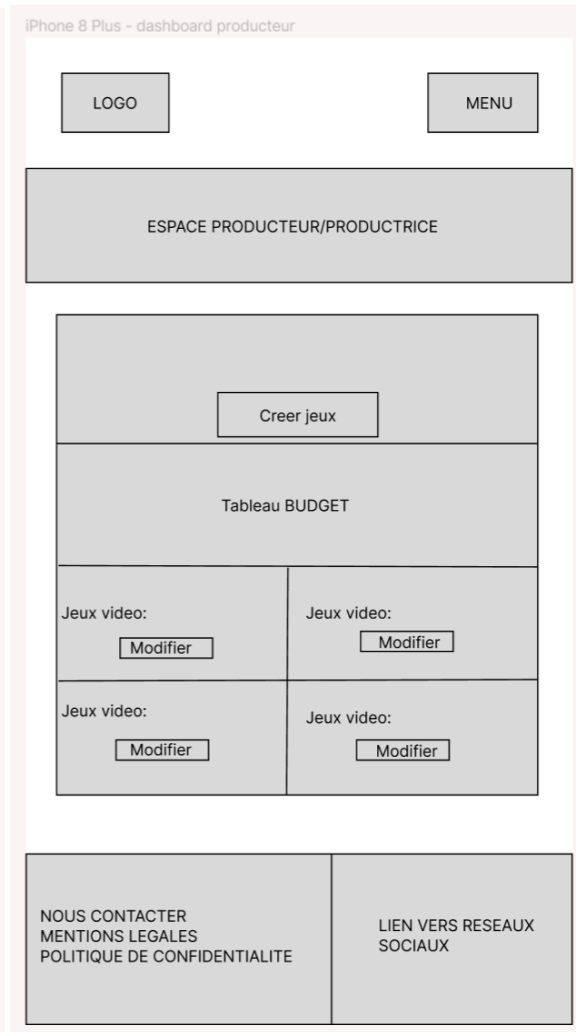 iPhone 8 Plus - dashboard producteur
LOGO
MENU
ESPACE PRODUCTEUR/PRODUCTRICE
Creer jeux
Tableau BUDGET
Jeux video:
Modifier
Jeux video:
Modifier
Jeux video:
Modifier
Jeux video:
Modifier
NOUS CONTACTER
MENTIONS LEGALES
POLITIQUE DE CONFIDENTIALITE
LIEN VERS RESEAUX
SOCIAUX